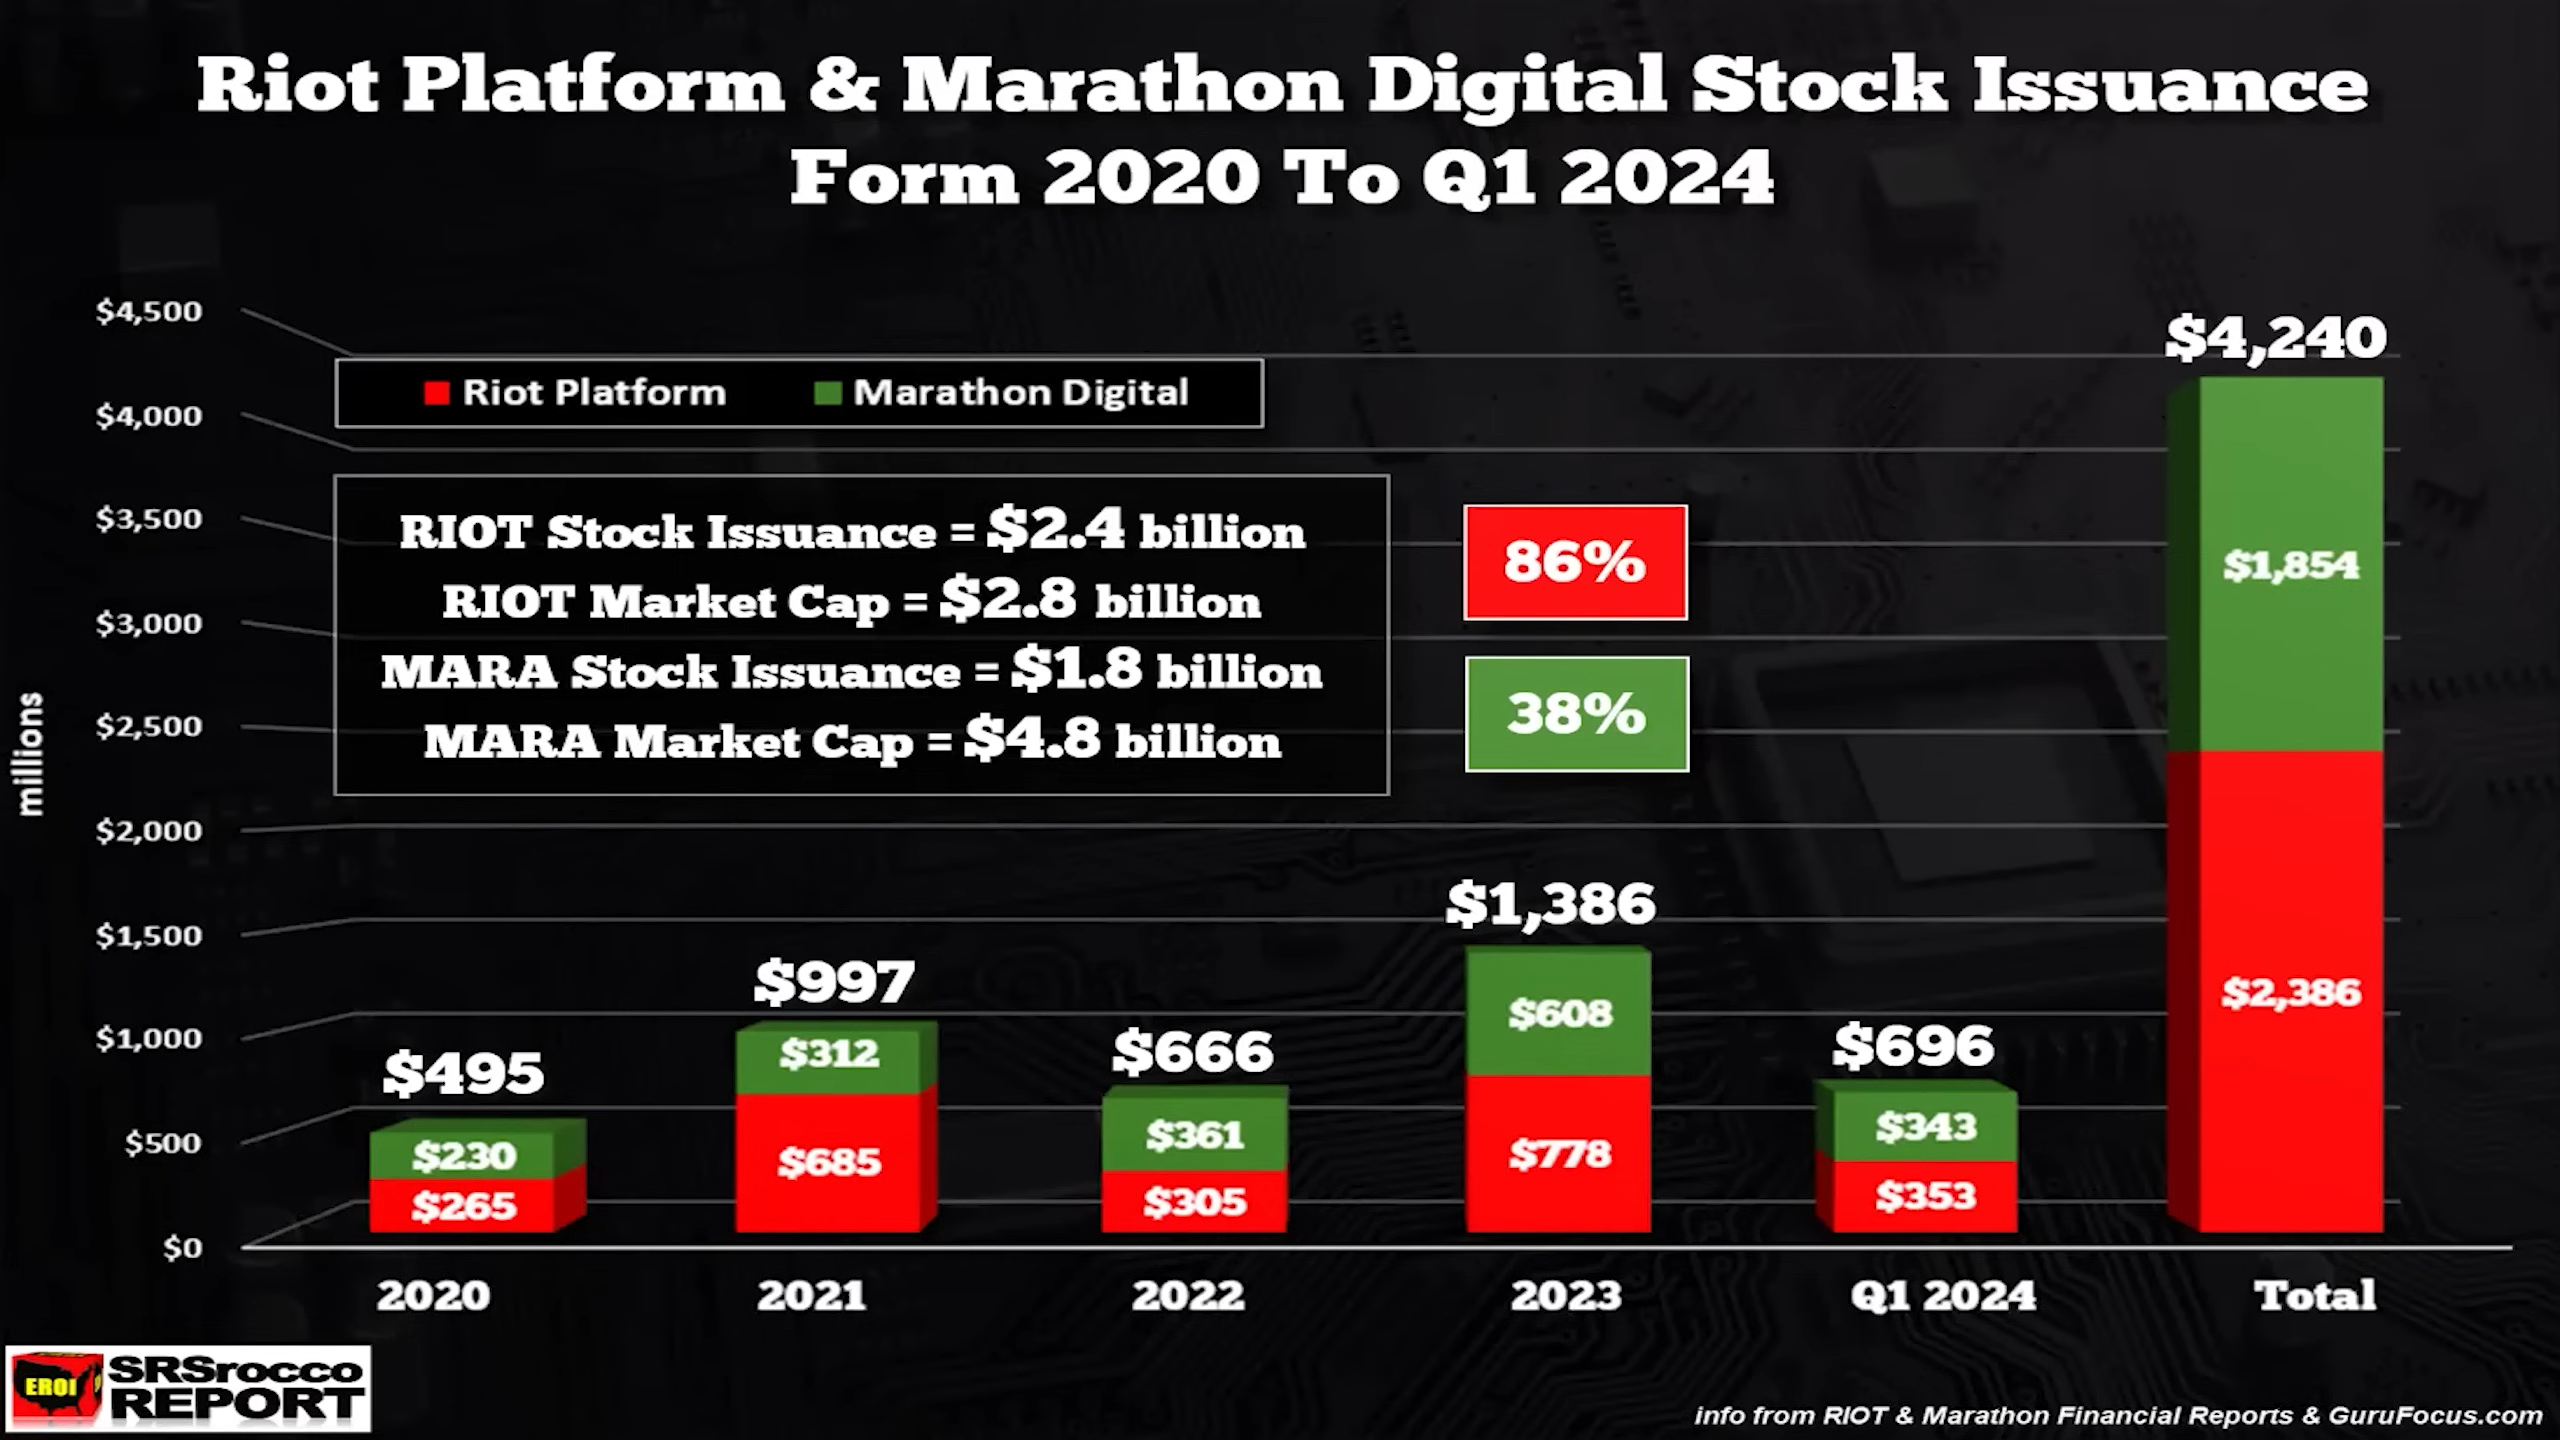 Riot Platform & Marathon Digital Stock Issuance
Form 2020 To Q1 2024
$4,500
$4,000
$3,500
$3,000
$2,500
$2,000
$1,500
$1,000
$500
$0
millions
Riot Platform Marathon Digital
RIOT Stock Issuance = $2.4 billion
RIOT Market Cap = $2.8 billion
MARA Stock Issuance = $1.8 billion
MARA Market Cap = $4.8 billion
86%
38%
$495
$230
$265
$997
$312
$685
$666
$361
$305
$1,386
$608
$778
$696
$343
$353
$4,240
$1,854
$2,386
2020 2021 2022 2023 Q1 2024 Total
EROI
SRSrocco
REPORT
info from RIOT & Marathon Financial Reports & GuruFocus.com